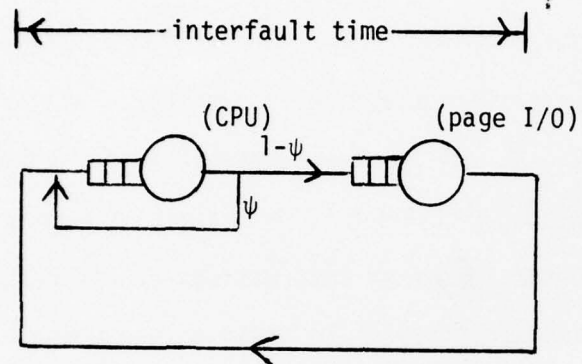 interfault time
(CPU)
(page I/O)
1-ψ
ψ